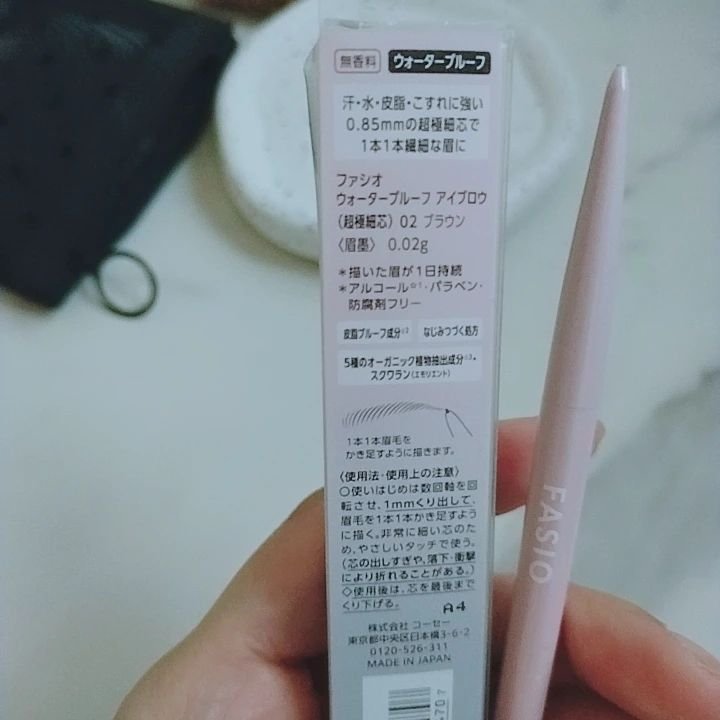 無香料 ウォータープルーフ
汗・水・皮脂・こすれに強い
0.85mmの超極細芯で
1本1本繊細な眉に
ファシオ
ウォータープルーフ アイブロウ
(超極細芯) 02 ブラウン
〈眉墨〉 0.02g
*描いた眉が1日持続
*アルコール※1・パラベン・
防腐剤フリー
皮脂プルーフ成分※2 なじみつづく処方
5種のオーガニック植物抽出成分※3・
スクワラン(エモリエント)
1本1本眉毛を
かき足すように描きます。
〈使用法・使用上の注意〉
○使いはじめは数回軸を回
転させ、1mmくり出して、
眉毛を1本1本かき足すよう
に描く。非常に細い芯のた
め、やさしいタッチで使う。
(芯の出しすぎや、落下・衝撃
により折れることがある。)
◇使用後は、芯を最後まで
くり下げる。
A4
株式会社 コーセー
東京都中央区日本橋3-6-2
0120-526-311
MADE IN JAPAN
FASIO